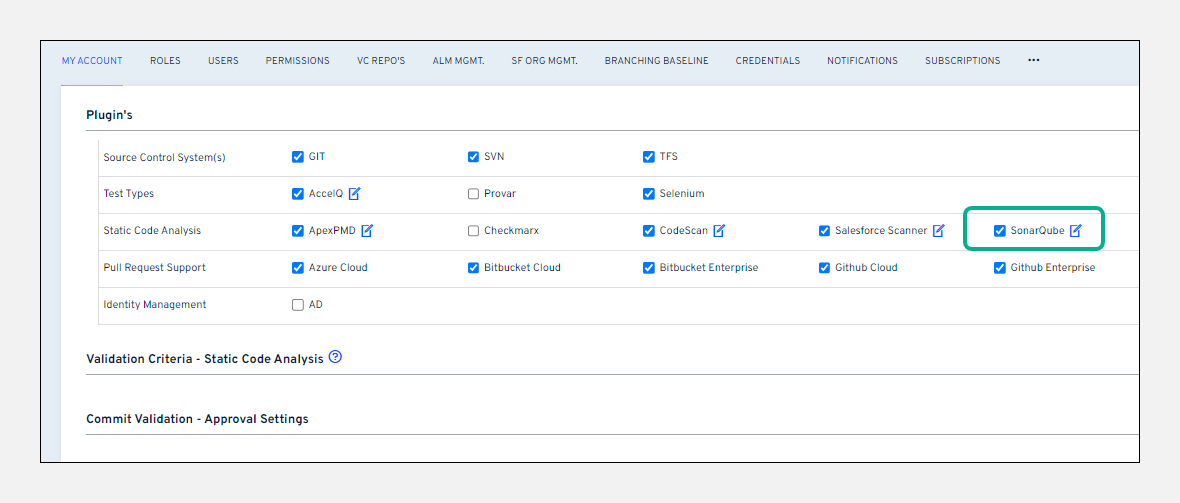 MY ACCOUNT ROLES USERS PERMISSIONS VC REPO'S ALM MGMT. SF ORG MGMT. BRANCHING BASELINE CREDENTIALS NOTIFICATIONS SUBSCRIPTIONS ...
Plugin's
Source Control System(s) GIT SVN TFS
Test Types AccelQ Provar Selenium
Static Code Analysis ApexPMD Checkmarx CodeScan Salesforce Scanner SonarQube
Pull Request Support Azure Cloud Bitbucket Cloud Bitbucket Enterprise Github Cloud Github Enterprise
Identity Management AD
Validation Criteria - Static Code Analysis ?
Commit Validation - Approval Settings